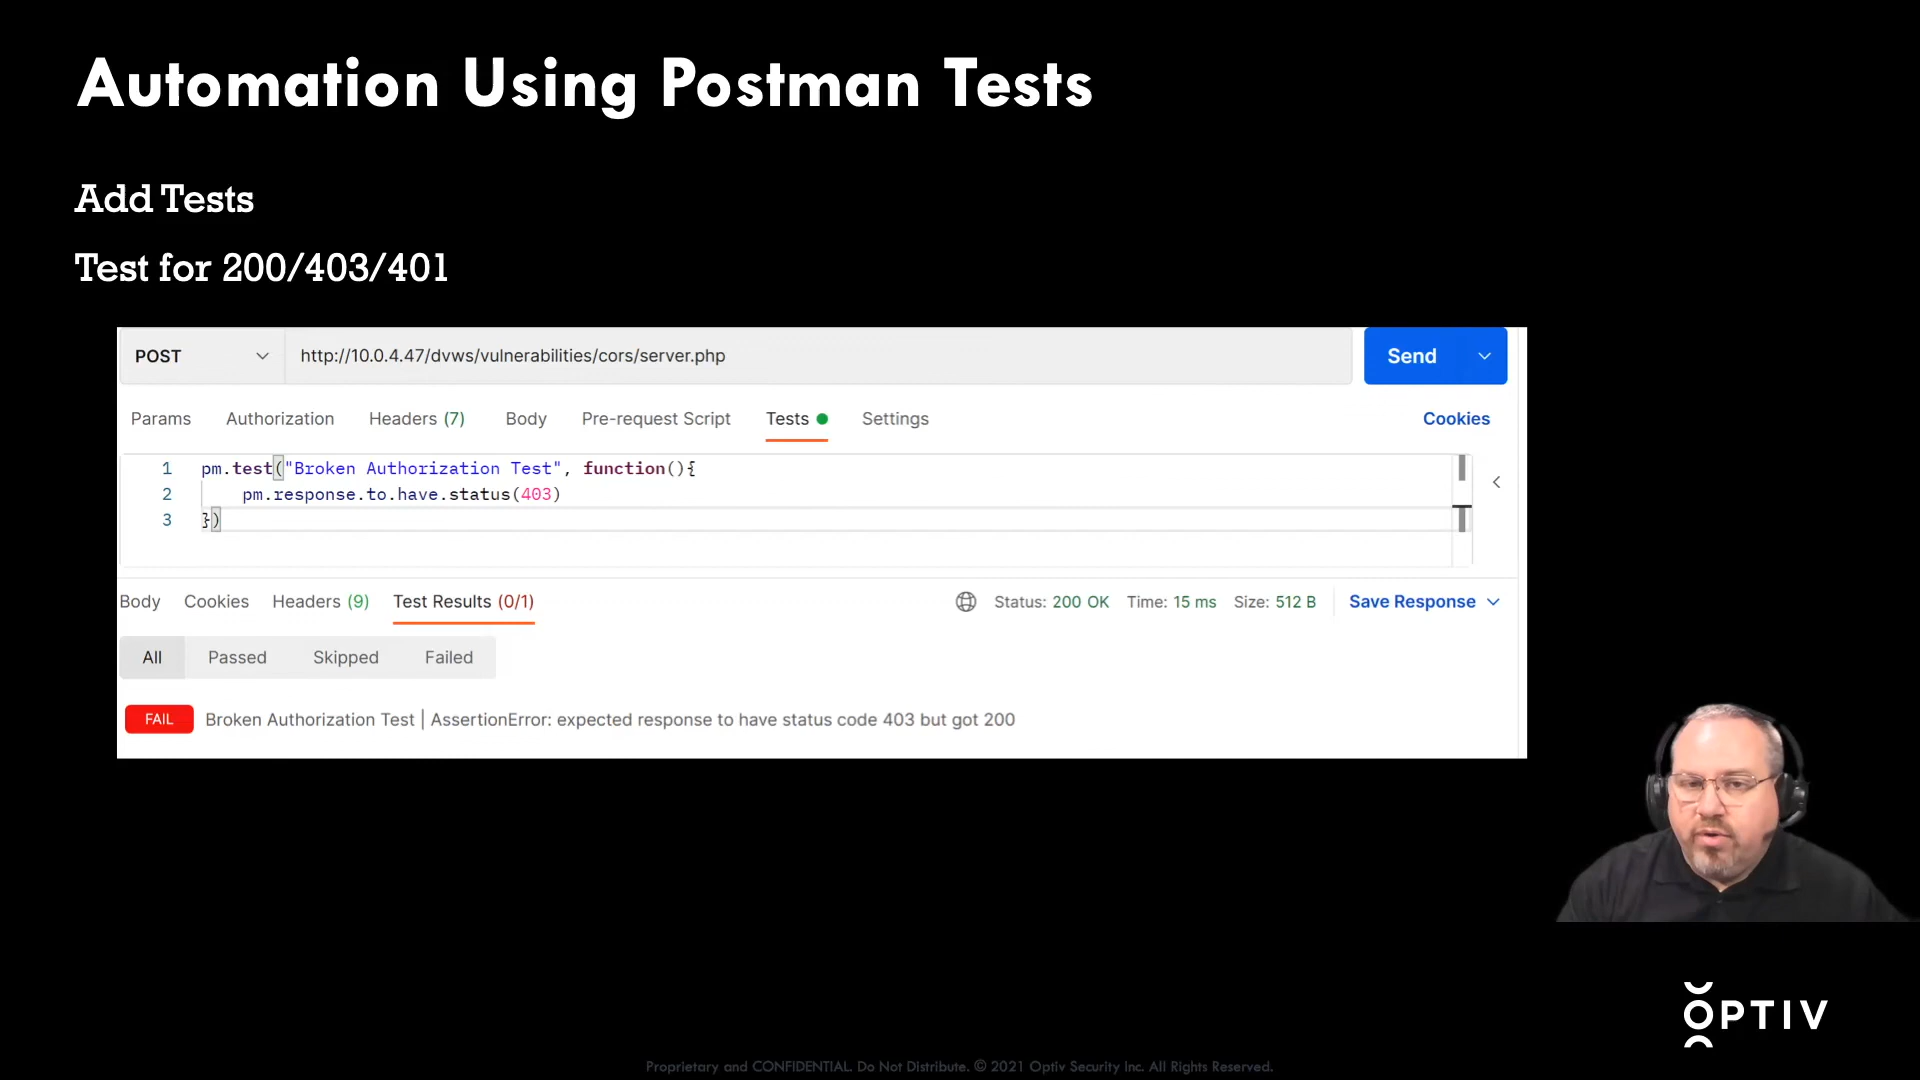 Automation Using Postman Tests
Add Tests
Test for 200/403/401
POST http://10.0.4.47/dvws/vulnerabilities/cors/server.php Send
Params Authorization Headers (7) Body Pre-request Script Tests Settings Cookies
1 pm.test("Broken Authorization Test", function(){
2 pm.response.to.have.status(403)
3 })
Body Cookies Headers (9) Test Results (0/1) Status: 200 OK Time: 15 ms Size: 512 B Save Response
All Passed Skipped Failed
FAIL Broken Authorization Test | AssertionError: expected response to have status code 403 but got 200
OPTIV
Proprietary and CONFIDENTIAL. Do Not Distribute. © 2021 Optiv Security Inc. All Rights Reserved.